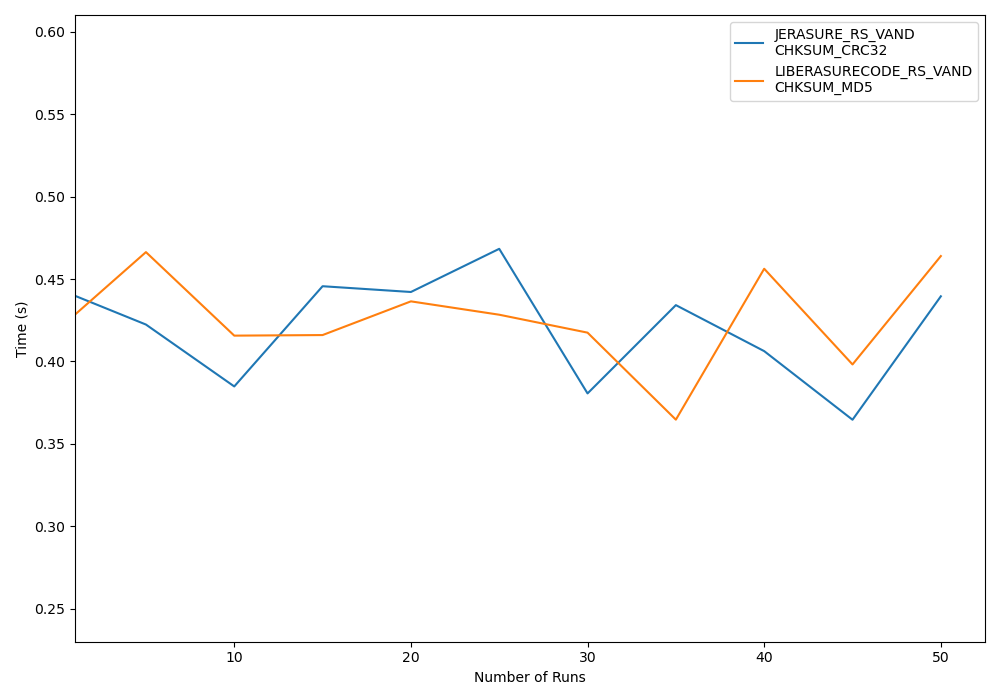 JERASURE_RS_VAND
CHKSUM_CRC32
LIBERASURECODE_RS_VAND
CHKSUM_MD5
0.60
0.55
0.50
0.45
0.40
0.35
0.30
0.25
Time (s)
10 20 30 40 50
Number of Runs